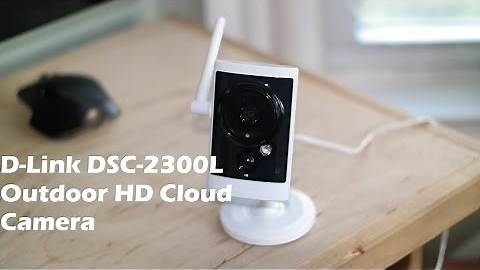 D-Link DSC-2300L
Outdoor HD Cloud
Camera